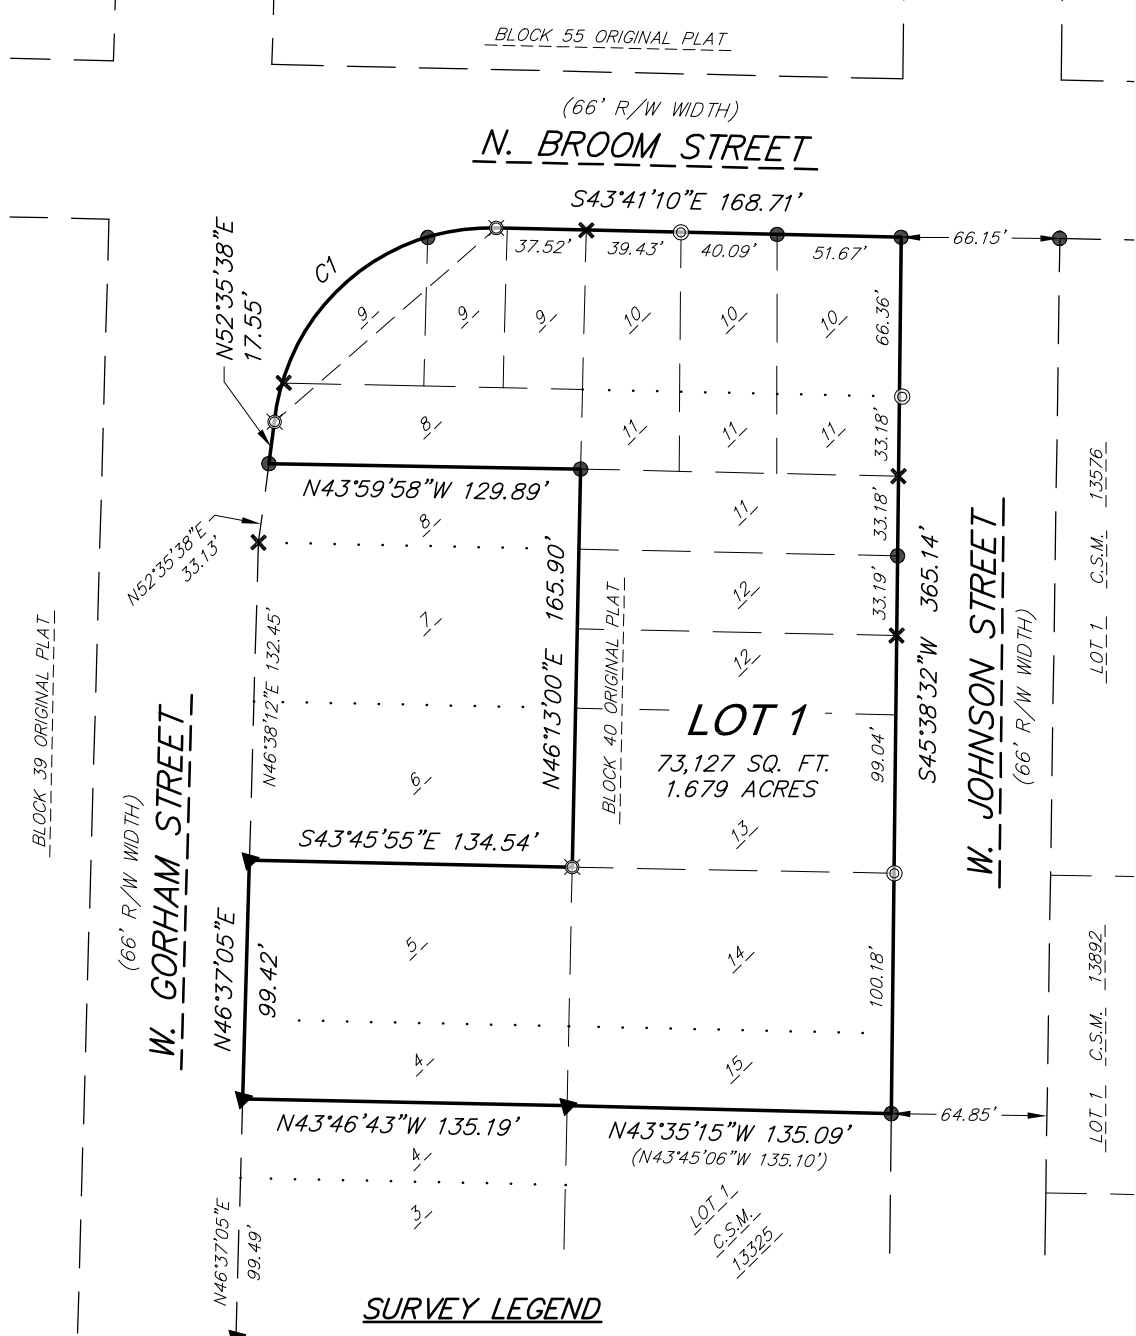 BLOCK 55 ORIGINAL PLAT
(66' R/W WIDTH)
N. BROOM STREET
S43°41'10"E 168.71'
37.52'
39.43'
40.09'
51.67'
66.15'
N52°35'38"E
17.55'
C1
9
9
9
10
10
10
66.36'
8
11
11
11
33.18'
N43°59'58"W 129.89'
8
11
33.18'
N52°35'38"E
33.13'
165.90'
N46°13'00"E
12
33.19'
S45°38'32"W 365.14'
W. JOHNSON STREET
(66' R/W WIDTH)
LOT 1 C.S.M. 13576
7
N46°38'12"E 132.45'
BLOCK 40 ORIGINAL PLAT
12
BLOCK 39 ORIGINAL PLAT
LOT 1
73,127 SQ. FT.
1.679 ACRES
99.04'
6
13
W. GORHAM STREET
(66' R/W WIDTH)
S43°45'55"E 134.54'
N46°37'05"E
99.42'
5
14
100.18'
LOT 1 C.S.M. 13892
4
15
N43°46'43"W 135.19'
N43°35'15"W 135.09'
(N43°45'06"W 135.10')
64.85'
4
3
LOT 1
C.S.M.
13325
N46°37'05"E
99.49'
SURVEY LEGEND